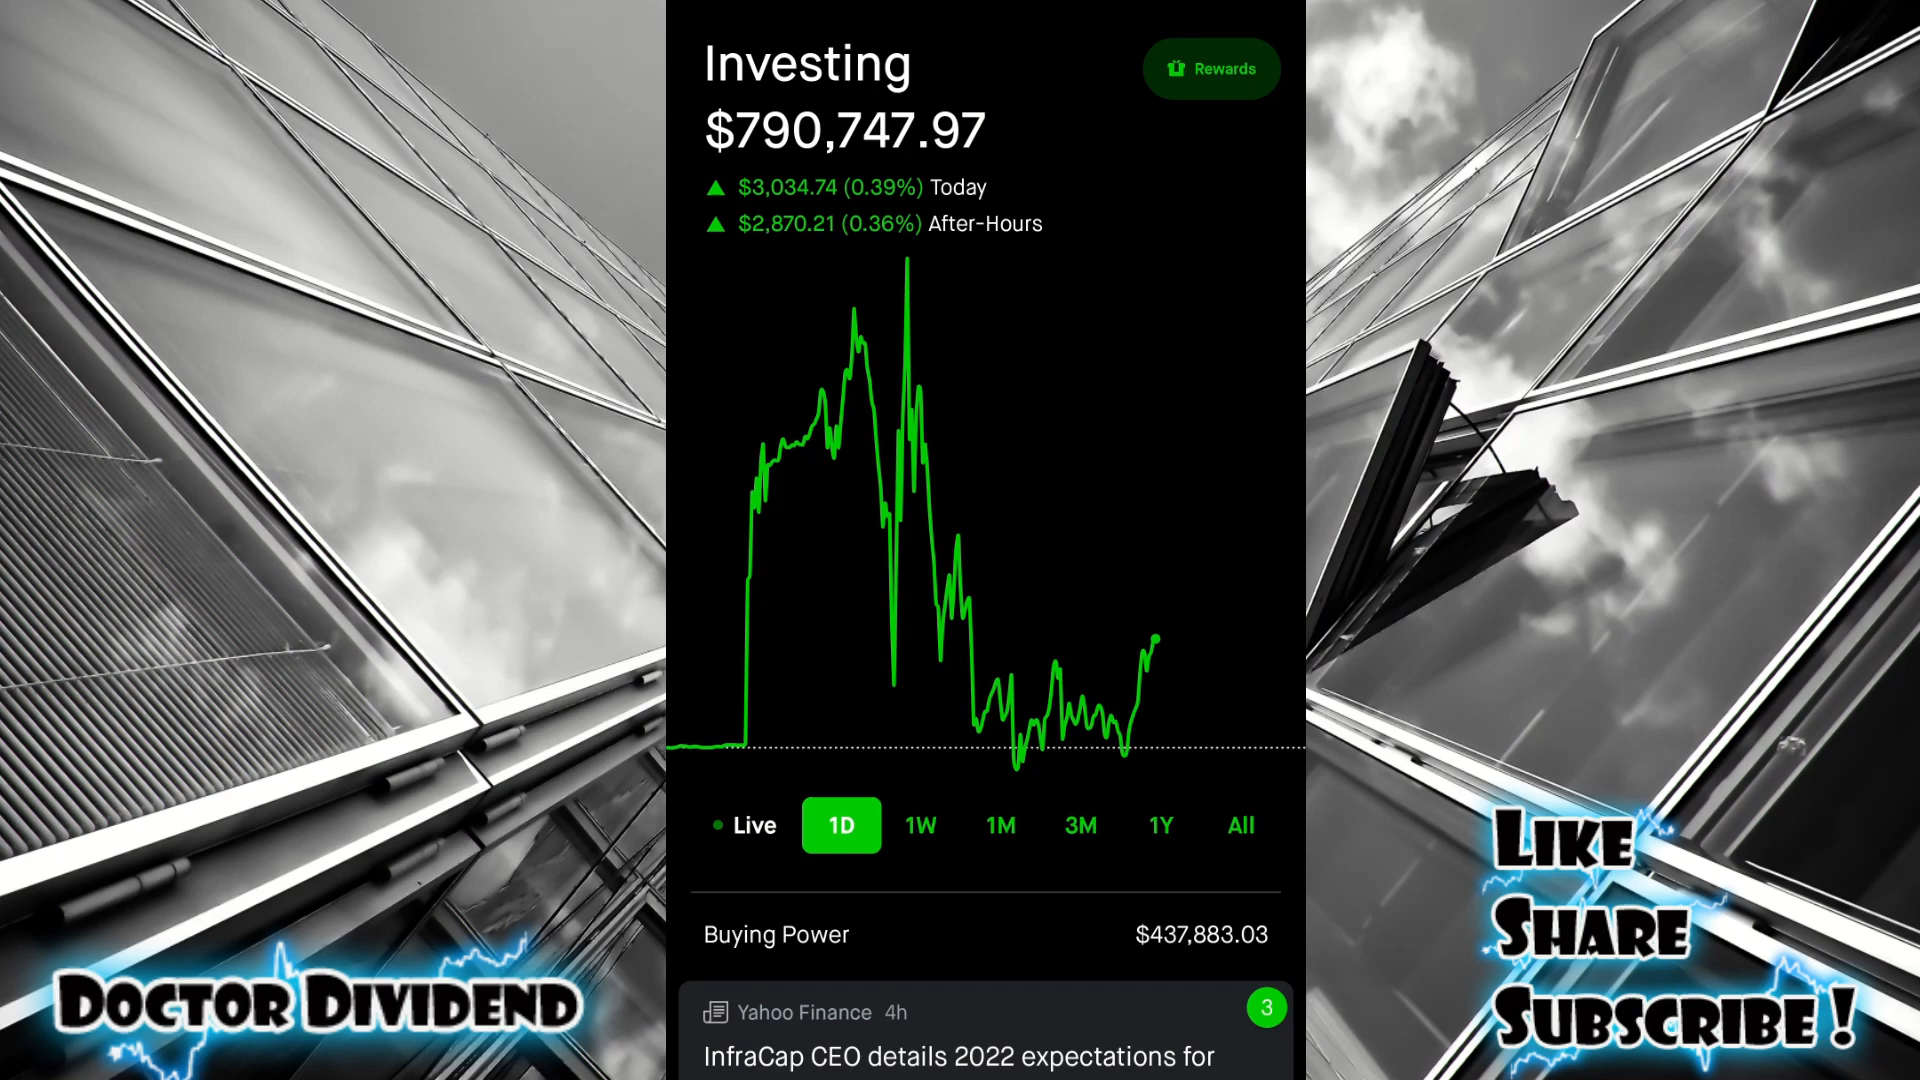 Investing
Rewards
$790,747.97
▲ $3,034.74 (0.39%) Today
▲ $2,870.21 (0.36%) After-Hours
Live 1D 1W 1M 3M 1Y All
Buying Power $437,883.03
Yahoo Finance 4h
3
InfraCap CEO details 2022 expectations for
DOCTOR DIVIDEND
LIKE
SHARE
SUBSCRIBE !